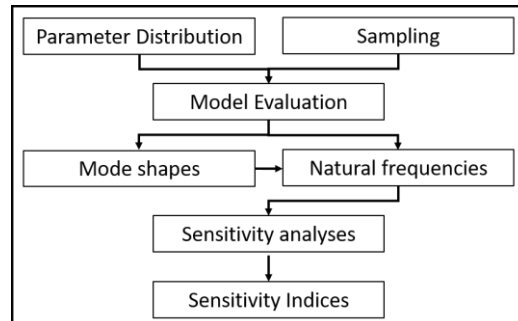 Parameter Distribution
Sampling
Model Evaluation
Mode shapes
Natural frequencies
Sensitivity analyses
Sensitivity Indices